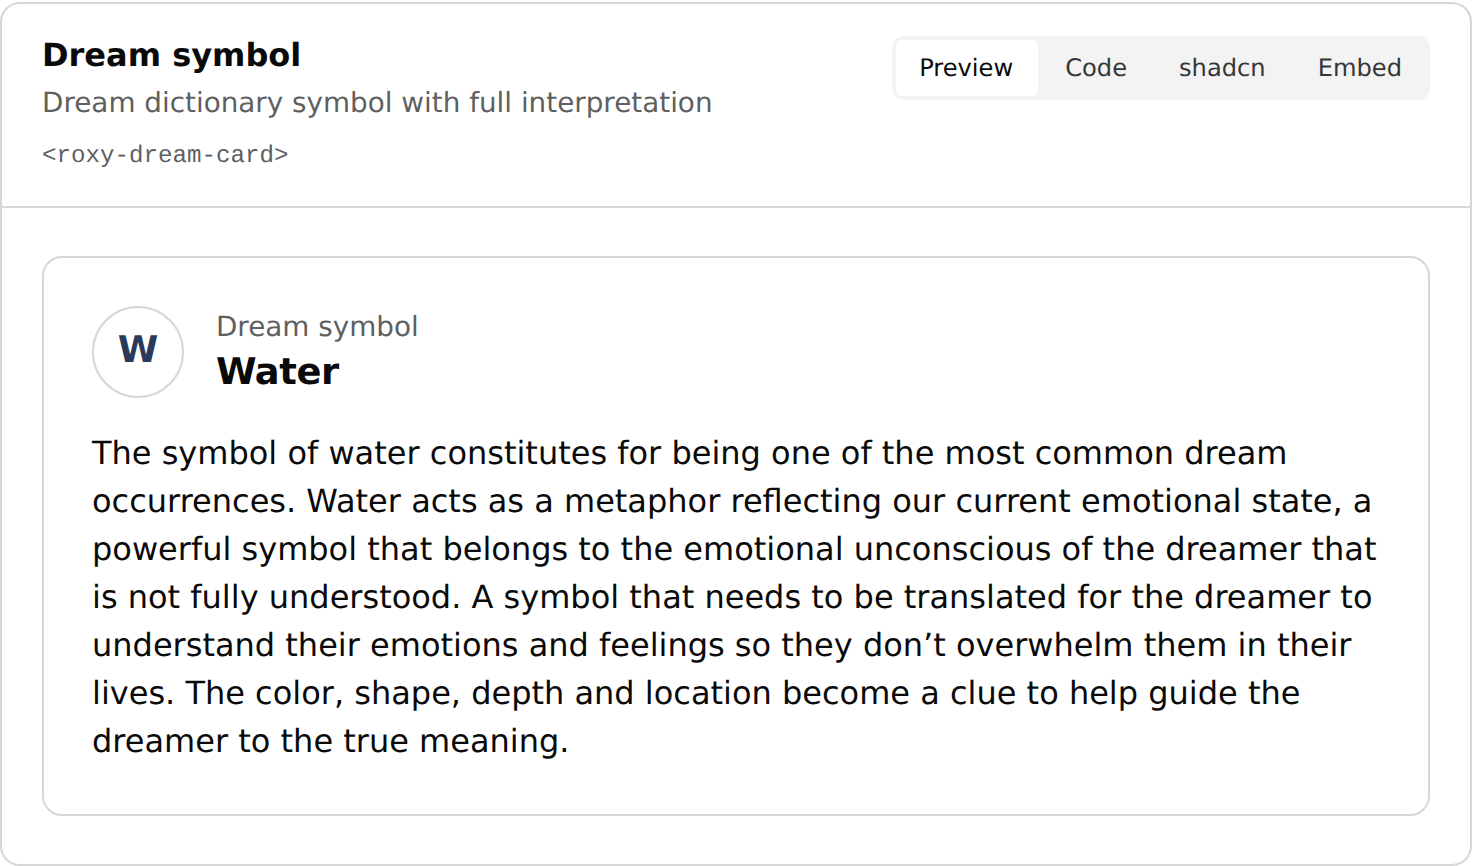 Dream symbol
Dream dictionary symbol with full interpretation
<roxy-dream-card>
Preview Code shadcn Embed
W
Dream symbol
Water
The symbol of water constitutes for being one of the most common dream
occurrences. Water acts as a metaphor reflecting our current emotional state, a
powerful symbol that belongs to the emotional unconscious of the dreamer that
is not fully understood. A symbol that needs to be translated for the dreamer to
understand their emotions and feelings so they don’t overwhelm them in their
lives. The color, shape, depth and location become a clue to help guide the
dreamer to the true meaning.